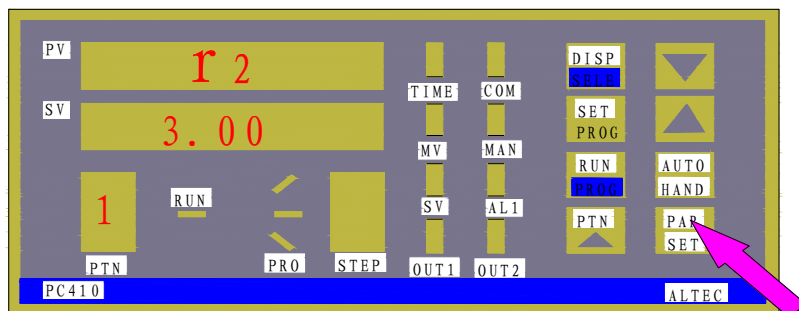 PV
r 2
SV
3.00
1
PTN
RUN
PRO
STEP
TIME
COM
MV
MAN
SV
AL1
OUT1
OUT2
DISP
SELE
SET
PROG
RUN
PROG
AUTO
HAND
PTN
PAR
SET
PC410
ALTEC